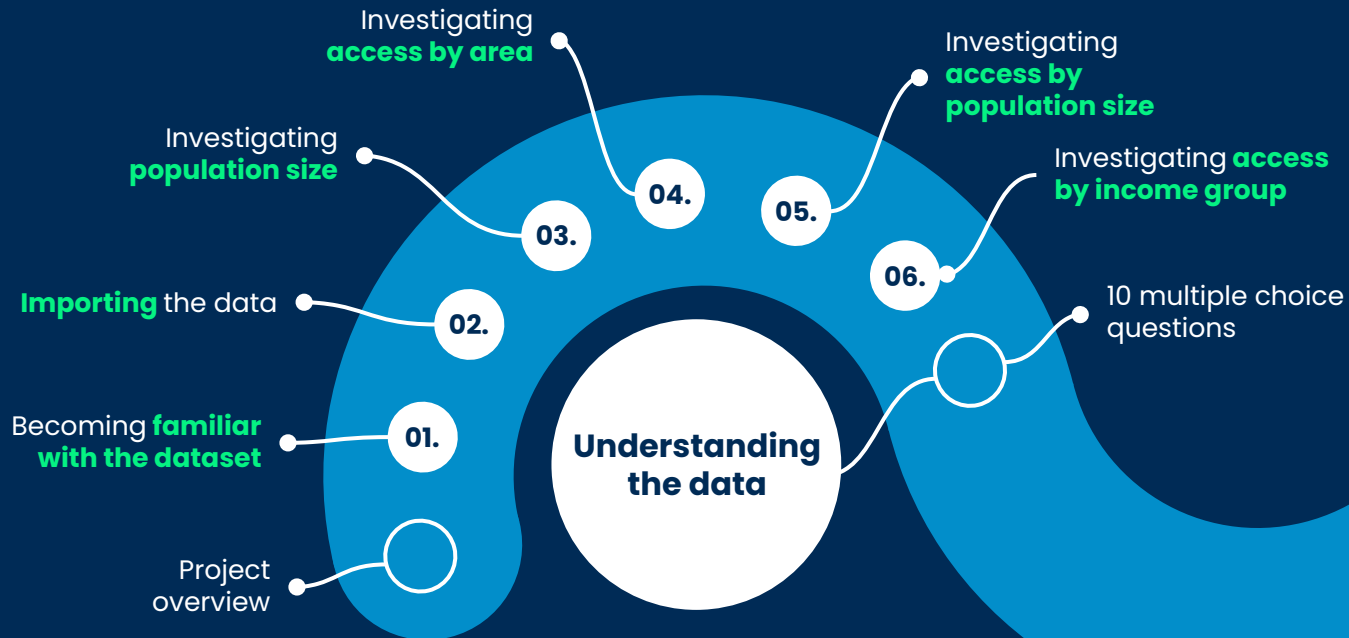 Project
overview
Becoming familiar
with the dataset
01.
Importing the data
02.
Investigating
population size
03.
Investigating
access by area
04.
Investigating
access by
population size
05.
Investigating access
by income group
06.
10 multiple choice
questions
Understanding
the data